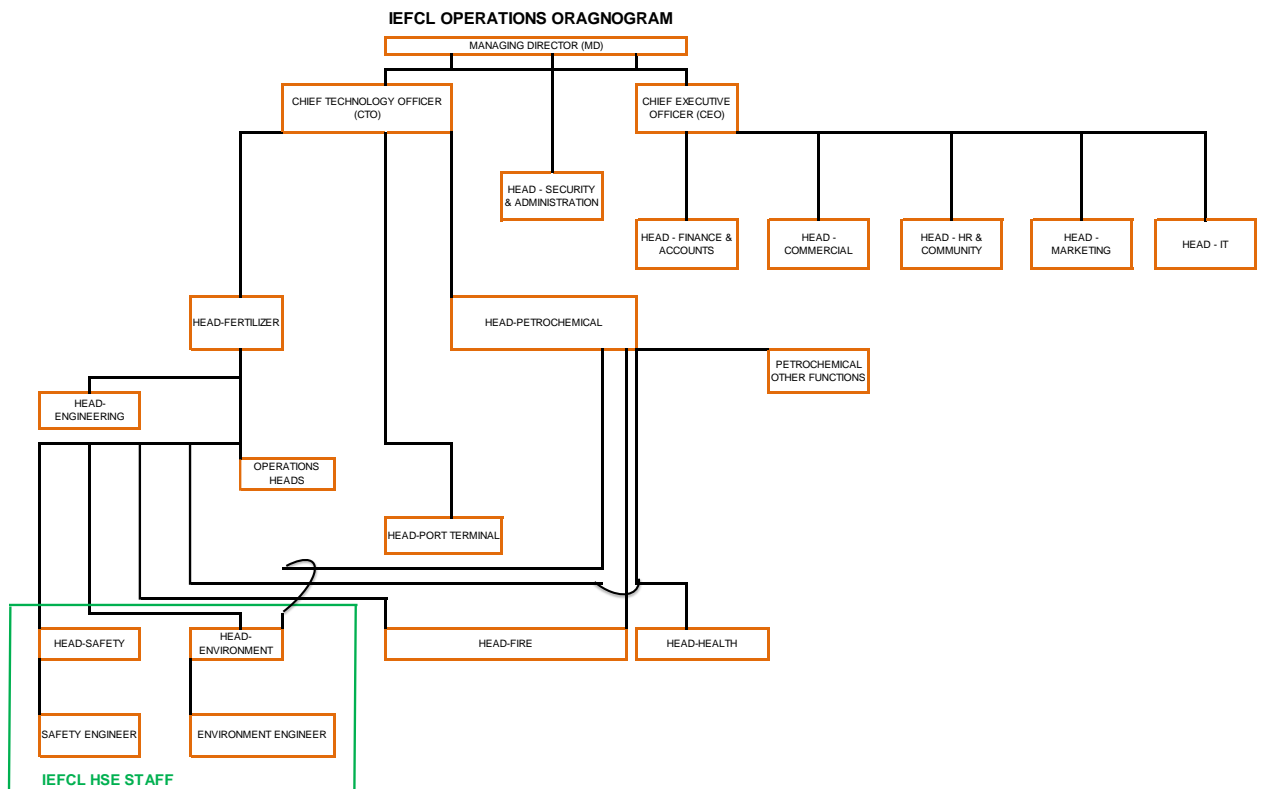 IEFCL OPERATIONS ORAGNOGRAM
MANAGING DIRECTOR (MD)
CHIEF TECHNOLOGY OFFICER
(CTO)
CHIEF EXECUTIVE
OFFICER (CEO)
HEAD - SECURITY
& ADMINISTRATION
HEAD - FINANCE &
ACCOUNTS
HEAD -
COMMERCIAL
HEAD - HR &
COMMUNITY
HEAD -
MARKETING
HEAD - IT
HEAD-FERTILIZER
HEAD-PETROCHEMICAL
PETROCHEMICAL
OTHER FUNCTIONS
HEAD-
ENGINEERING
OPERATIONS
HEADS
HEAD-PORT TERMINAL
HEAD-SAFETY
HEAD-
ENVIRONMENT
HEAD-FIRE
HEAD-HEALTH
SAFETY ENGINEER
ENVIRONMENT ENGINEER
IEFCL HSE STAFF